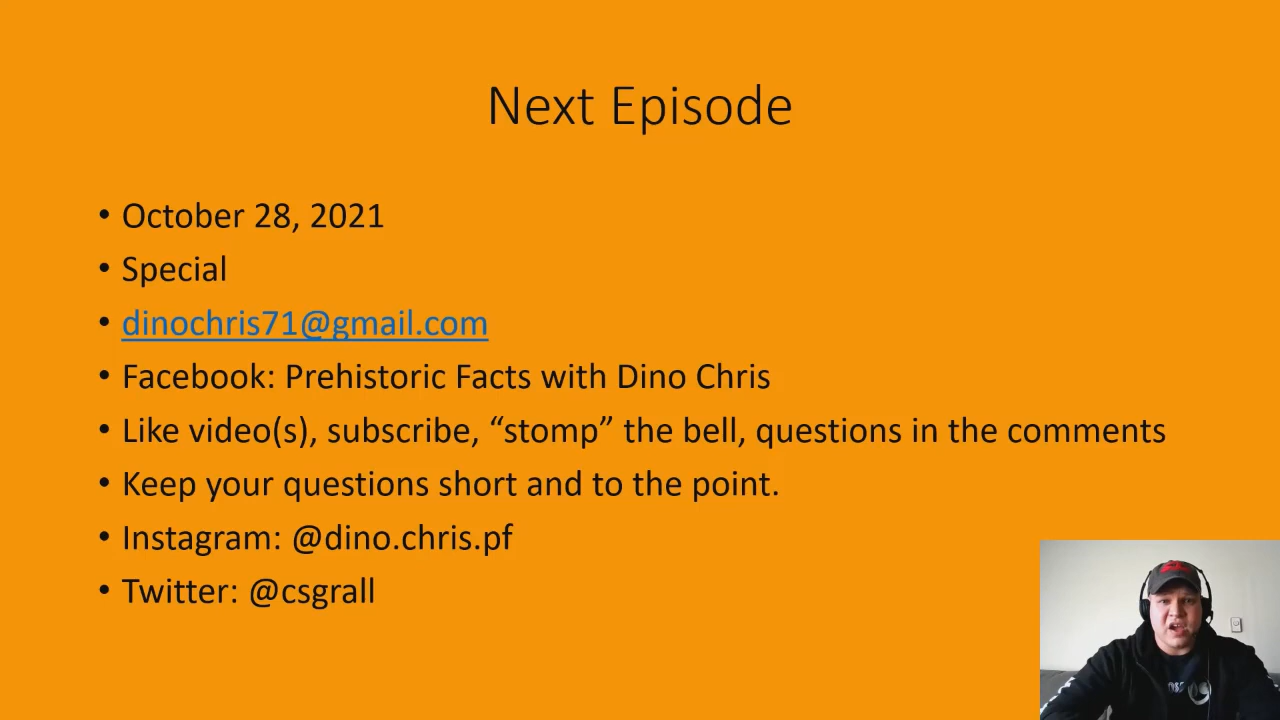 Next Episode
• October 28, 2021
• Special
• dinochris71@gmail.com
• Facebook: Prehistoric Facts with Dino Chris
• Like video(s), subscribe, “stomp” the bell, questions in the comments
• Keep your questions short and to the point.
• Instagram: @dino.chris.pf
• Twitter: @csgrall